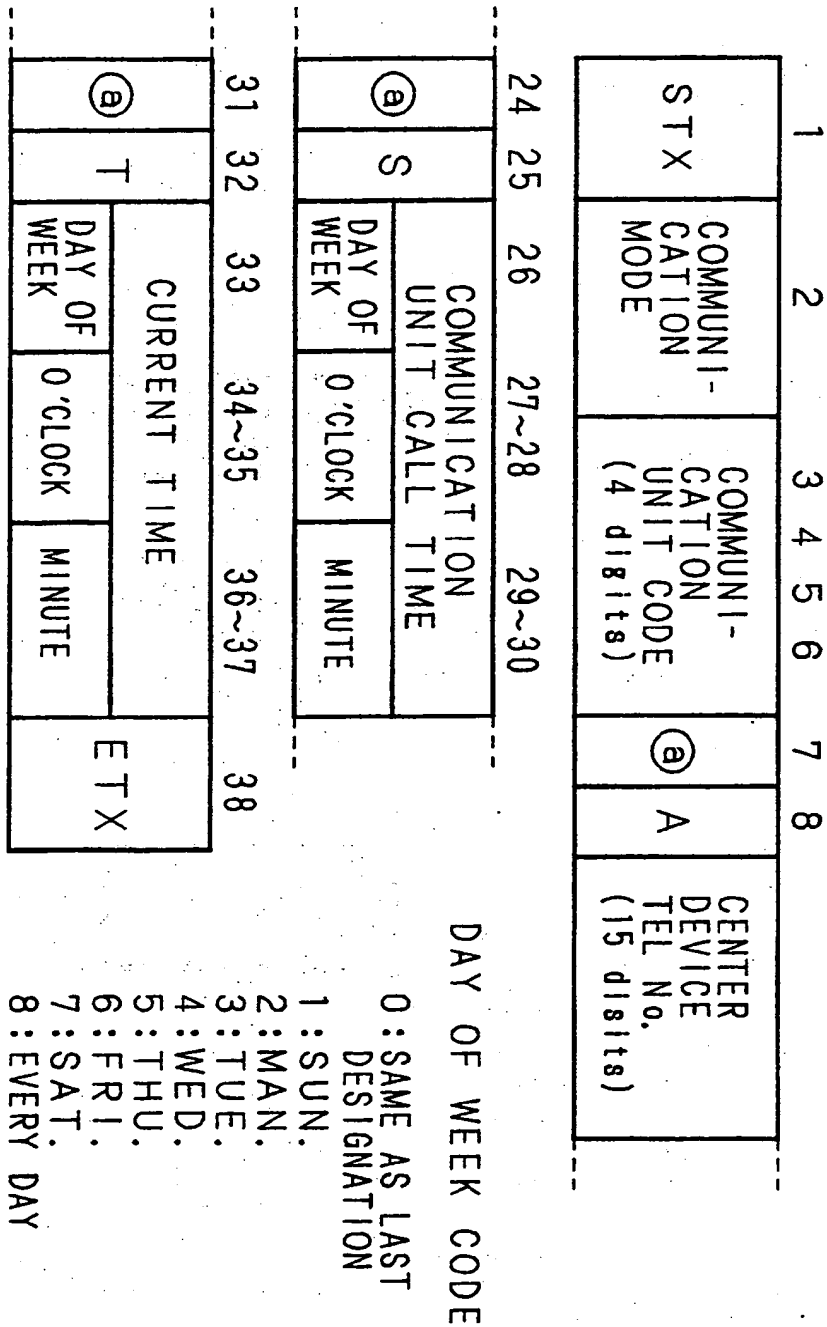 1 2 3 4 5 6 7 8
STX
COMMUNI-
CATION
MODE
COMMUNI-
CATION
UNIT CODE
(4 digits)
ⓐ
A
CENTER
DEVICE
TEL No.
(15 disits)
24 25 26 27~28 29~30
ⓐ
S
COMMUNICATION
UNIT CALL TIME
DAY OF
WEEK
O'CLOCK
MINUTE
31 32 33 34~35 36~37 38
ⓐ
T
CURRENT TIME
DAY OF
WEEK
O'CLOCK
MINUTE
ETX
DAY OF WEEK CODE
0:SAME AS LAST
DESIGNATION
1:SUN.
2:MAN.
3:TUE.
4:WED.
5:THU.
6:FRI.
7:SAT.
8:EVERY DAY